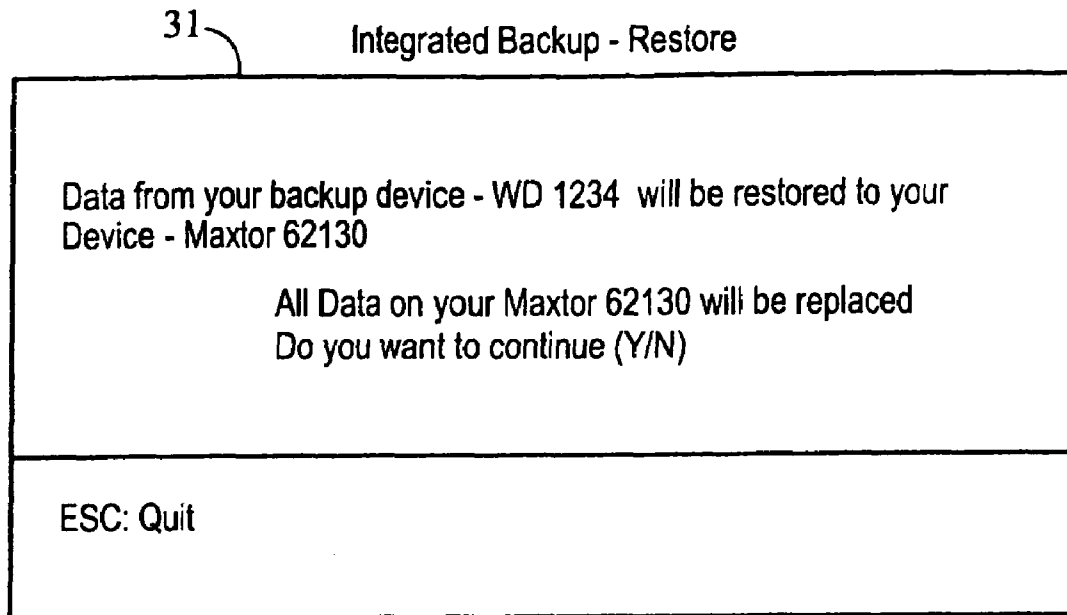 31
Integrated Backup - Restore
Data from your backup device - WD 1234 will be restored to your
Device - Maxtor 62130
All Data on your Maxtor 62130 will be replaced
Do you want to continue (Y/N)
ESC: Quit